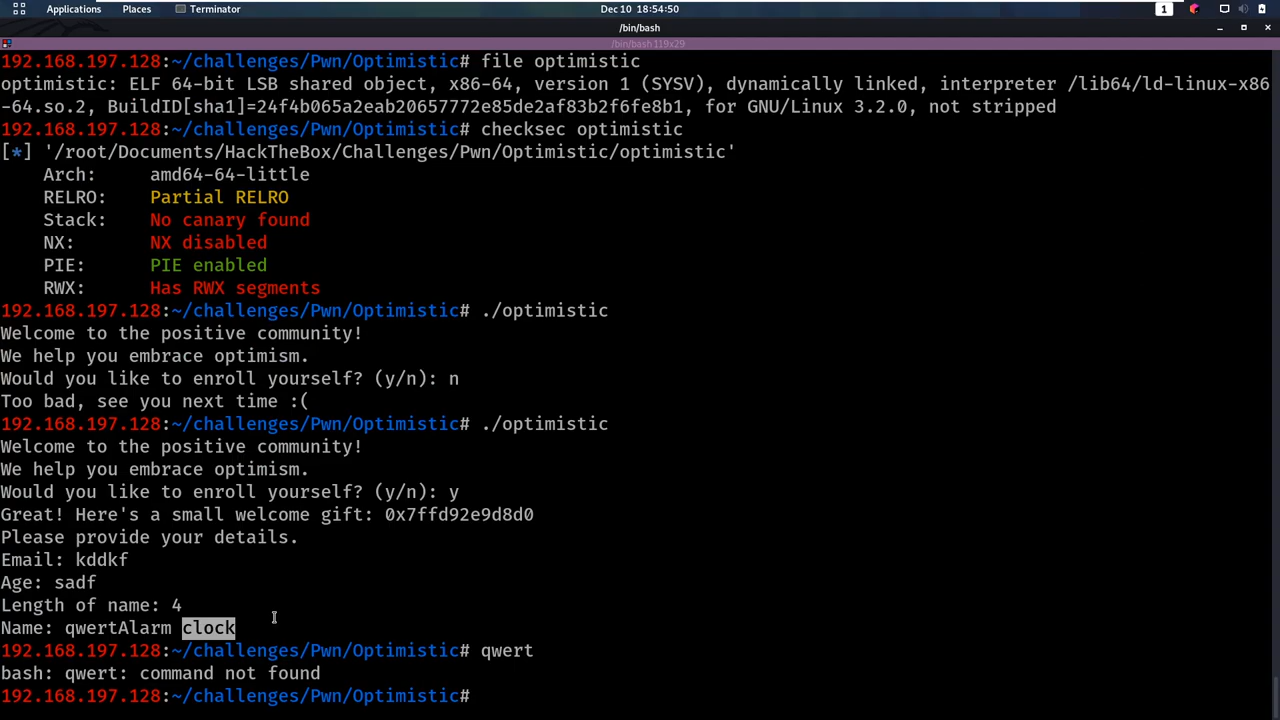 Applications Places Terminator Dec 10 18:54:50 1
/bin/bash
/bin/bash 119x29
192.168.197.128:~/challenges/Pwn/Optimistic# file optimistic
optimistic: ELF 64-bit LSB shared object, x86-64, version 1 (SYSV), dynamically linked, interpreter /lib64/ld-linux-x86
-64.so.2, BuildID[sha1]=24f4b065a2eab20657772e85de2af83b2f6fe8b1, for GNU/Linux 3.2.0, not stripped
192.168.197.128:~/challenges/Pwn/Optimistic# checksec optimistic
[*] '/root/Documents/HackTheBox/Challenges/Pwn/Optimistic/optimistic'
Arch: amd64-64-little
RELRO: Partial RELRO
Stack: No canary found
NX: NX disabled
PIE: PIE enabled
RWX: Has RWX segments
192.168.197.128:~/challenges/Pwn/Optimistic# ./optimistic
Welcome to the positive community!
We help you embrace optimism.
Would you like to enroll yourself? (y/n): n
Too bad, see you next time :(
192.168.197.128:~/challenges/Pwn/Optimistic# ./optimistic
Welcome to the positive community!
We help you embrace optimism.
Would you like to enroll yourself? (y/n): y
Great! Here's a small welcome gift: 0x7ffd92e9d8d0
Please provide your details.
Email: kddkf
Age: sadf
Length of name: 4
Name: qwertAlarm clock
192.168.197.128:~/challenges/Pwn/Optimistic# qwert
bash: qwert: command not found
192.168.197.128:~/challenges/Pwn/Optimistic#